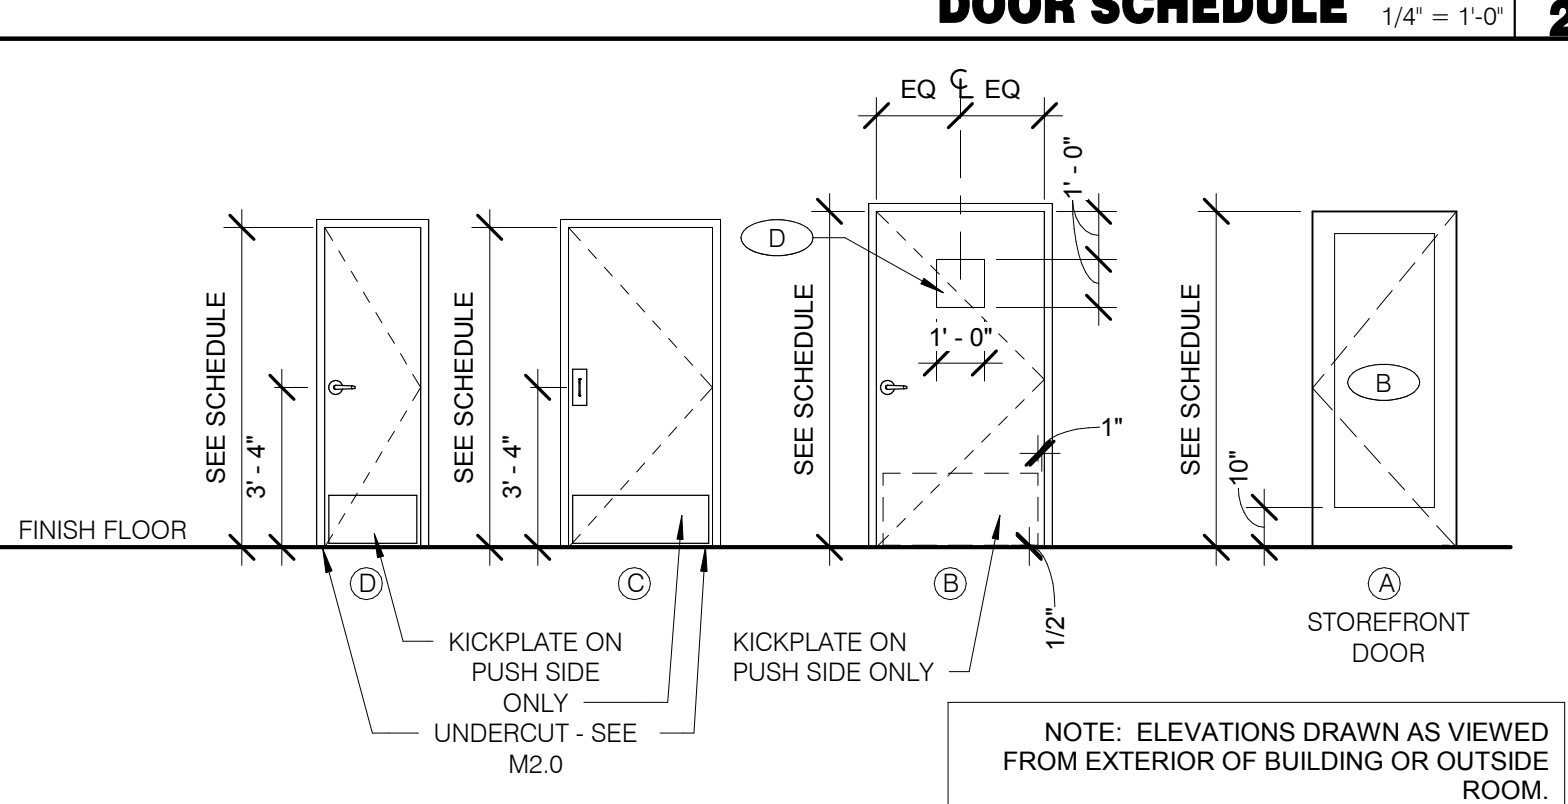 DOOR SCHEDULE
1/4" = 1'-0"
2
EQ ℄ EQ
1' - 0"
D
SEE SCHEDULE
3' - 4"
SEE SCHEDULE
3' - 4"
SEE SCHEDULE
1' - 0"
1"
SEE SCHEDULE
10"
B
FINISH FLOOR
D
C
B
A
1/2"
STOREFRONT
DOOR
KICKPLATE ON
PUSH SIDE
ONLY
UNDERCUT - SEE
M2.0
KICKPLATE ON
PUSH SIDE ONLY
NOTE: ELEVATIONS DRAWN AS VIEWED
FROM EXTERIOR OF BUILDING OR OUTSIDE
ROOM.